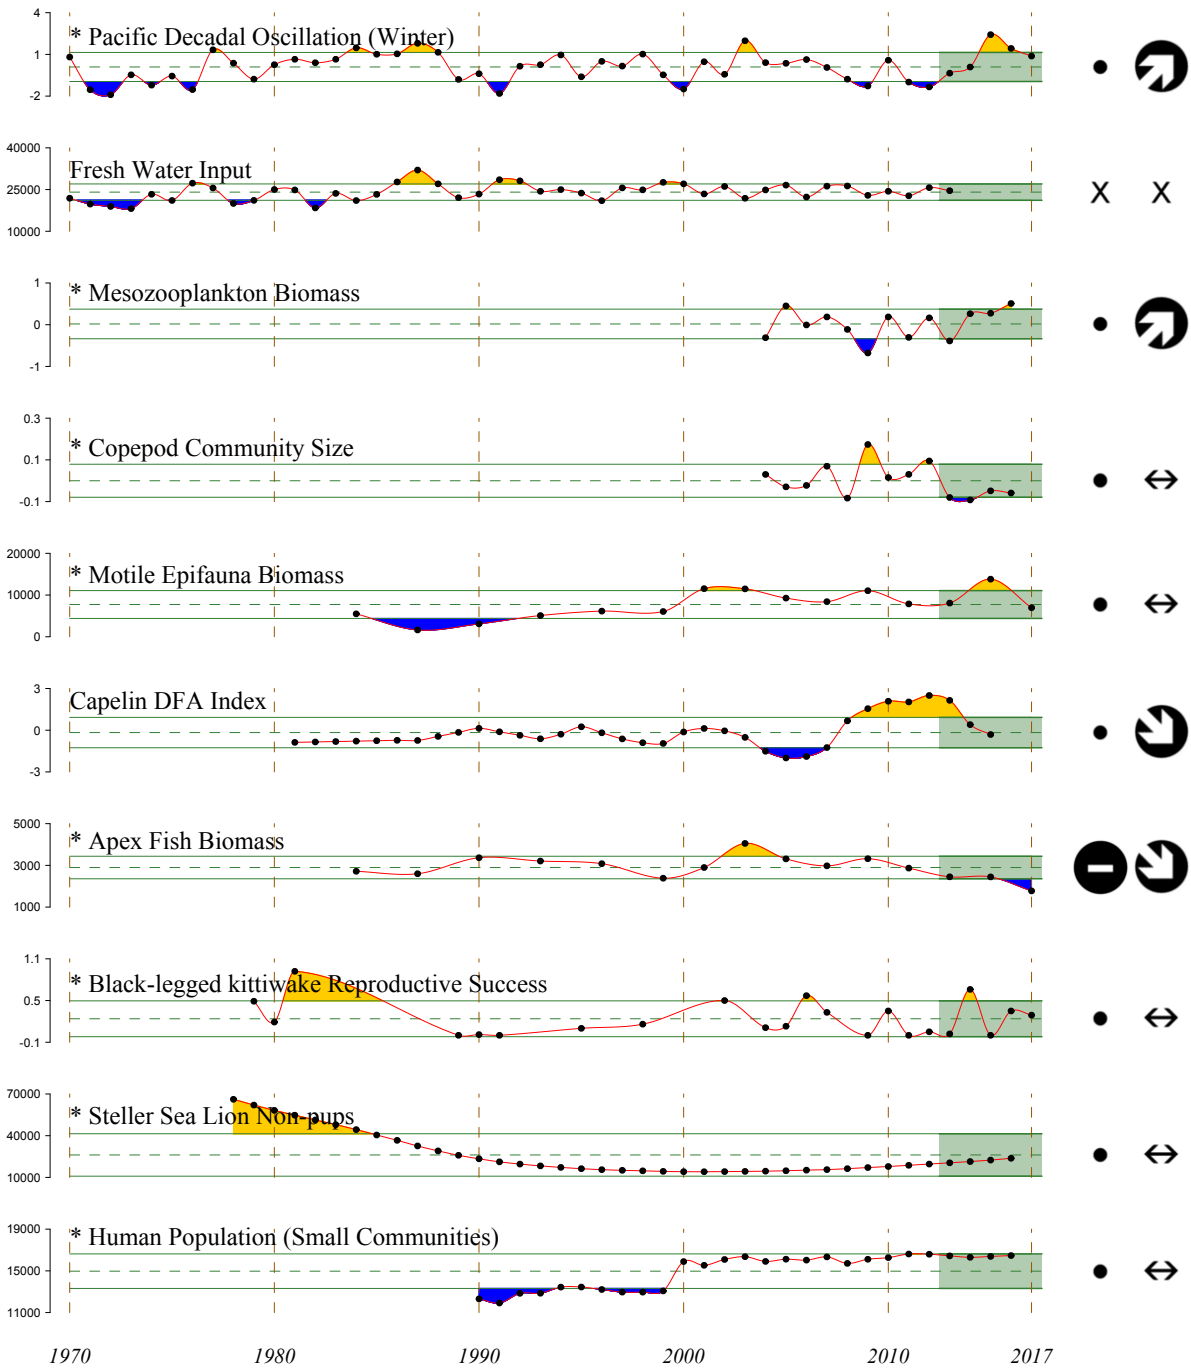 4
* Pacific Decadal Oscillation (Winter)
1
-2
40000
Fresh Water Input
25000
X X
10000
1
* Mesozooplankton Biomass
0
-1
0.3
* Copepod Community Size
0.1
-0.1
20000
* Motile Epifauna Biomass
10000
0
3
Capelin DFA Index
0
-3
5000
* Apex Fish Biomass
3000
1000
1.1
* Black-legged kittiwake Reproductive Success
0.5
-0.1
70000
* Steller Sea Lion Non-pups
40000
10000
19000
* Human Population (Small Communities)
15000
11000
1970 1980 1990 2000 2010 2017